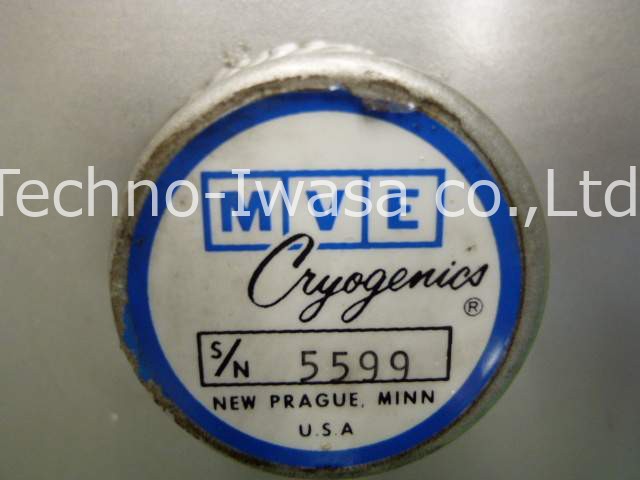 Techno-Iwasa co.,Ltd
MVE
Cryogenics
®
S/N 5599
NEW PRAGUE, MINN
U.S.A